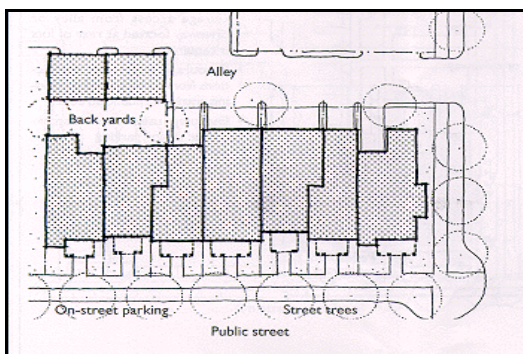 Alley
Back yards
On-street parking
Street trees
Public street